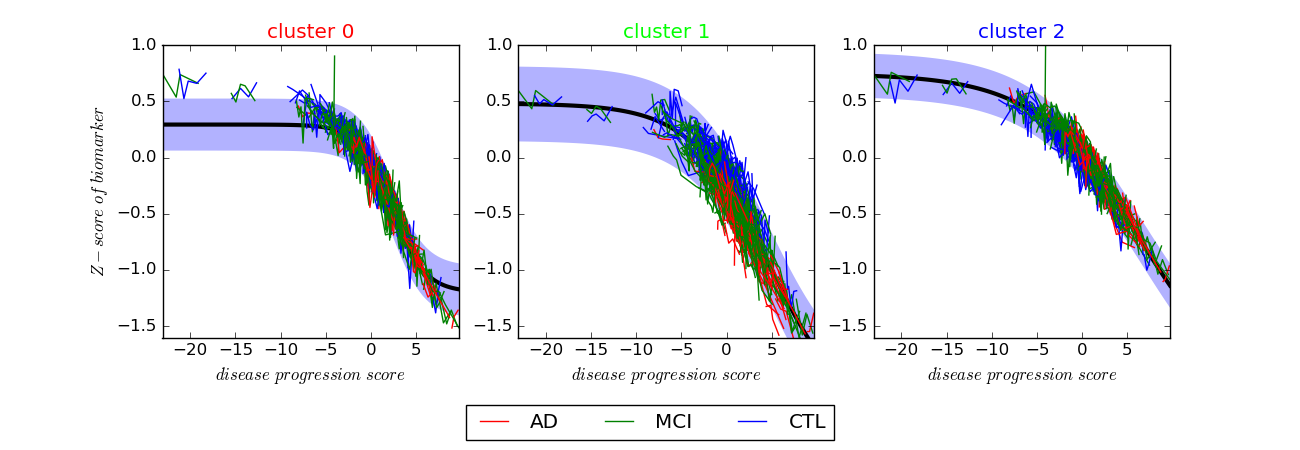 cluster 0 cluster 1 cluster 2
1.0 1.0 1.0
0.5 0.5 0.5
0.0 0.0 0.0
−0.5 −0.5 −0.5
−1.0 −1.0 −1.0
−1.5 −1.5 −1.5
Z − score of biomarker
−20 −15 −10 −5 0 5 −20 −15 −10 −5 0 5 −20 −15 −10 −5 0 5
disease progression score disease progression score disease progression score
AD MCI CTL